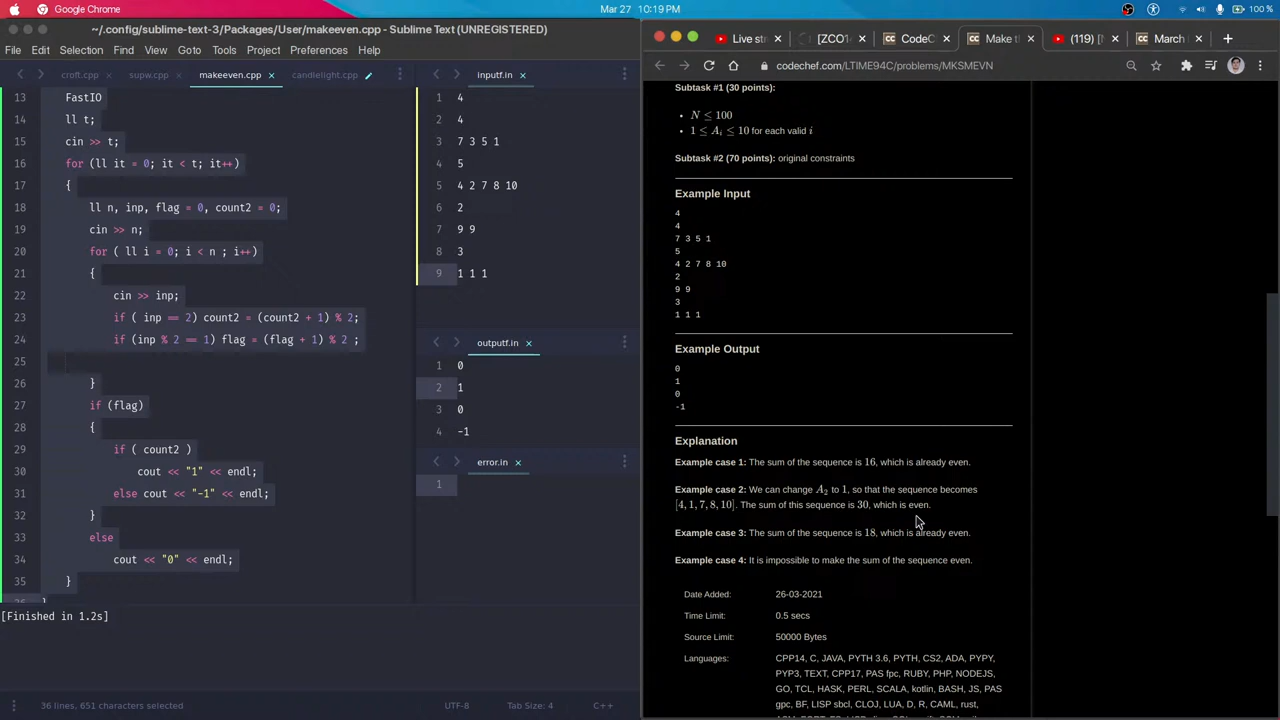 Google Chrome
Mar 27 10:19 PM
100 %
~/.config/sublime-text-3/Packages/User/makeeven.cpp - Sublime Text (UNREGISTERED)
File Edit Selection Find View Goto Tools Project Preferences Help
croft.cpp supw.cpp makeeven.cpp candlelight.cpp
13 FastIO
14 ll t;
15 cin >> t;
16 for (ll it = 0; it < t; it++)
17 {
18 ll n, inp, flag = 0, count2 = 0;
19 cin >> n;
20 for ( ll i = 0; i < n ; i++)
21 {
22 cin >> inp;
23 if ( inp == 2) count2 = (count2 + 1) % 2;
24 if (inp % 2 == 1) flag = (flag + 1) % 2 ;
25
26 }
27 if (flag)
28 {
29 if ( count2 )
30 cout << "1" << endl;
31 else cout << "-1" << endl;
32 }
33 else
34 cout << "0" << endl;
35 }
[Finished in 1.2s]
36 lines, 651 characters selected
UTF-8 Tab Size: 4 C++
inputf.in
1 4
2 4
3 7 3 5 1
4 5
5 4 2 7 8 10
6 2
7 9 9
8 3
9 1 1 1
outputf.in
1 0
2 1
3 0
4 -1
error.in
1
Live st [ZCO1 CodeC Make t (119) March
codechef.com/LTIME94C/problems/MKSMEVN
Subtask #1 (30 points):
N ≤ 100
1 ≤ Ai ≤ 10 for each valid i
Subtask #2 (70 points): original constraints
Example Input
4
4
7 3 5 1
5
4 2 7 8 10
2
9 9
3
1 1 1
Example Output
0
1
0
-1
Explanation
Example case 1: The sum of the sequence is 16, which is already even.
Example case 2: We can change A2 to 1, so that the sequence becomes
[4, 1, 7, 8, 10]. The sum of this sequence is 30, which is even.
Example case 3: The sum of the sequence is 18, which is already even.
Example case 4: It is impossible to make the sum of the sequence even.
Date Added: 26-03-2021
Time Limit: 0.5 secs
Source Limit: 50000 Bytes
Languages: CPP14, C, JAVA, PYTH 3.6, PYTH, CS2, ADA, PYPY,
PYP3, TEXT, CPP17, PAS fpc, RUBY, PHP, NODEJS,
GO, TCL, HASK, PERL, SCALA, kotlin, BASH, JS, PAS
gpc, BF, LISP sbcl, CLOJ, LUA, D, R, CAML, rust,